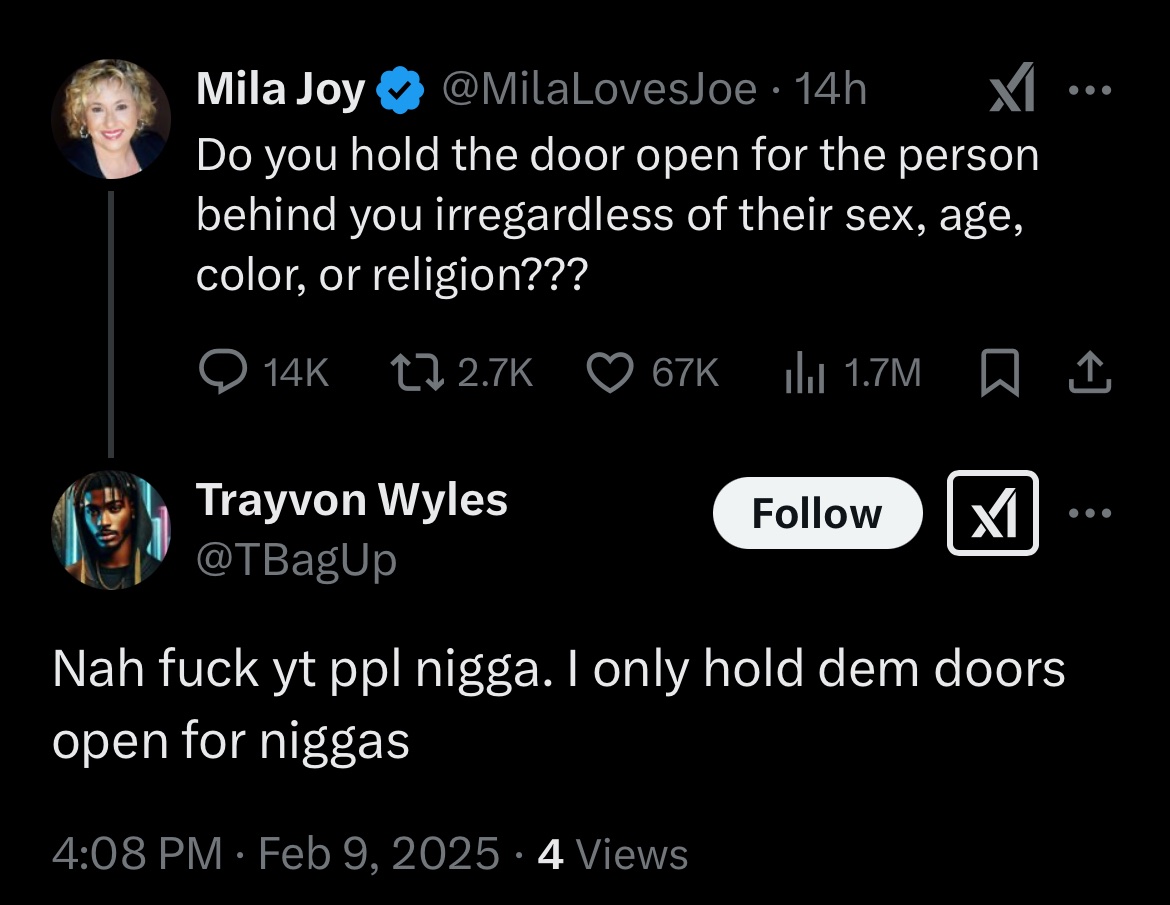 Mila Joy @MilaLovesJoe · 14h
Do you hold the door open for the person
behind you irregardless of their sex, age,
color, or religion???
14K 2.7K 67K 1.7M
Trayvon Wyles
Follow
@TBagUp
Nah fuck yt ppl nigga. I only hold dem doors
open for niggas
4:08 PM · Feb 9, 2025 · 4 Views